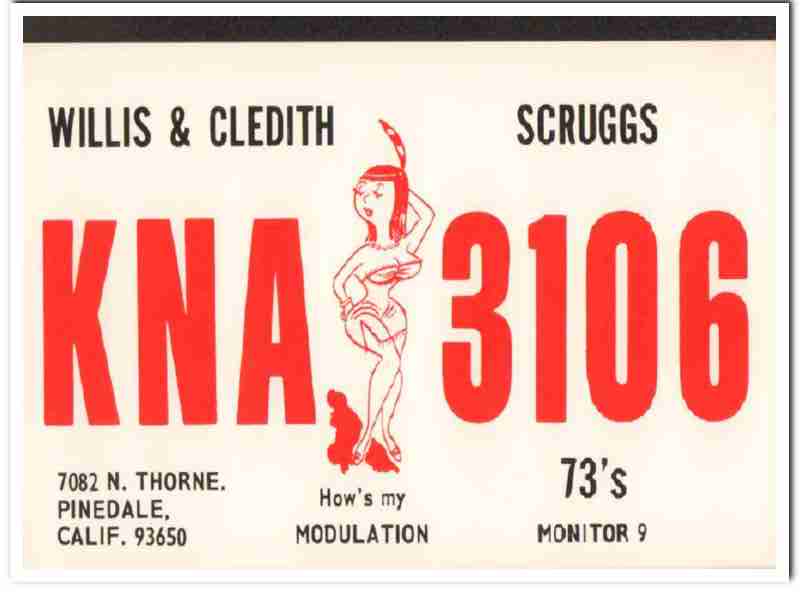 WILLIS & CLEDITH SCRUGGS
KNA 3106
7082 N. THORNE.
PINEDALE,
CALIF. 93650
How's my
MODULATION
73's
MONITOR 9